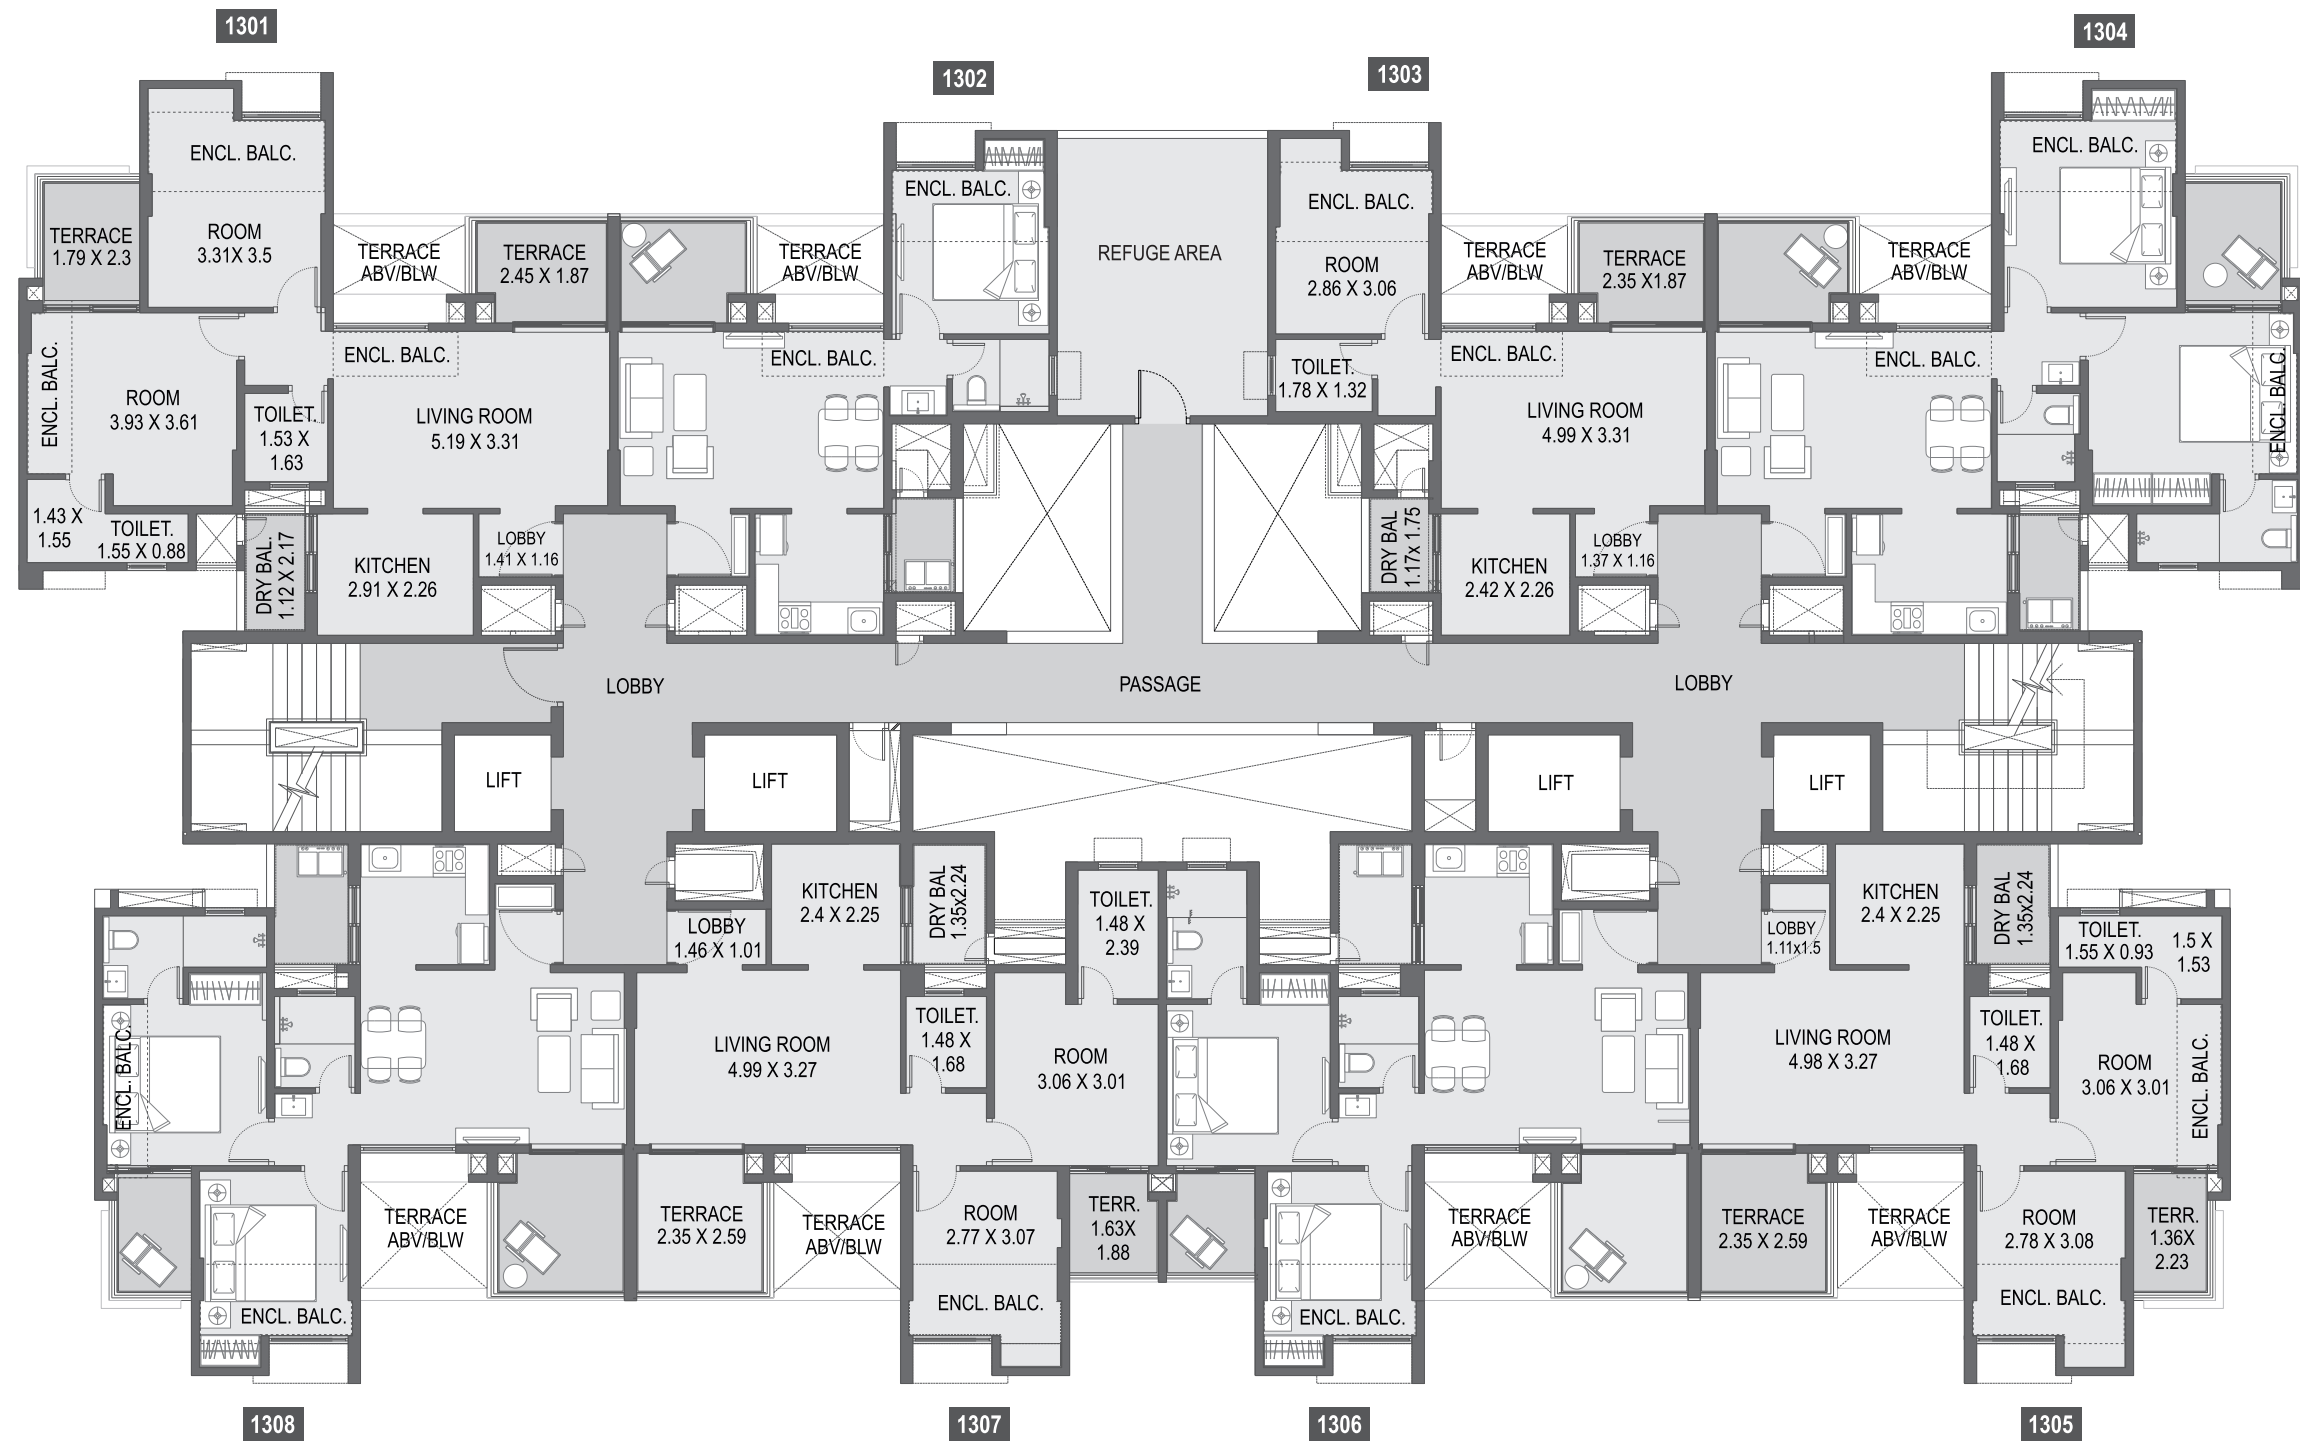 1301
1302
1303
1304
ENCL. BALC.
ROOM
3.31X 3.5
TERRACE
1.79 X 2.3
TERRACE
ABV/BLW
TERRACE
2.45 X 1.87
TERRACE
ABV/BLW
ENCL. BALC.
REFUGE AREA
ENCL. BALC.
ROOM
2.86 X 3.06
TERRACE
ABV/BLW
TERRACE
2.35 X1.87
TERRACE
ABV/BLW
ENCL. BALC.
ENCL. BALC.
ROOM
3.93 X 3.61
ENCL. BALC.
TOILET.
1.53 X
1.63
LIVING ROOM
5.19 X 3.31
ENCL. BALC.
TOILET.
1.78 X 1.32
ENCL. BALC.
LIVING ROOM
4.99 X 3.31
ENCL. BALC.
ENCL. BALC.
1.43 X
1.55
TOILET.
1.55 X 0.88
DRY BAL.
1.12 X 2.17
KITCHEN
2.91 X 2.26
LOBBY
1.41 X 1.16
DRY BAL
1.17x 1.75
KITCHEN
2.42 X 2.26
LOBBY
1.37 X 1.16
LOBBY
PASSAGE
LOBBY
LIFT
LIFT
LIFT
LIFT
LOBBY
1.46 X 1.01
KITCHEN
2.4 X 2.25
DRY BAL
1.35x2.24
TOILET.
1.48 X
2.39
LOBBY
1.11x1.5
KITCHEN
2.4 X 2.25
DRY BAL
1.35x2.24
TOILET.
1.55 X 0.93
1.5 X
1.53
ENCL. BALC.
LIVING ROOM
4.99 X 3.27
TOILET.
1.48 X
1.68
ROOM
3.06 X 3.01
LIVING ROOM
4.98 X 3.27
TOILET.
1.48 X
1.68
ROOM
3.06 X 3.01
ENCL. BALC.
ENCL. BALC.
TERRACE
ABV/BLW
TERRACE
2.35 X 2.59
TERRACE
ABV/BLW
ROOM
2.77 X 3.07
ENCL. BALC.
TERR.
1.63X
1.88
ENCL. BALC.
TERRACE
ABV/BLW
TERRACE
2.35 X 2.59
TERRACE
ABV/BLW
ROOM
2.78 X 3.08
ENCL. BALC.
TERR.
1.36X
2.23
1308
1307
1306
1305